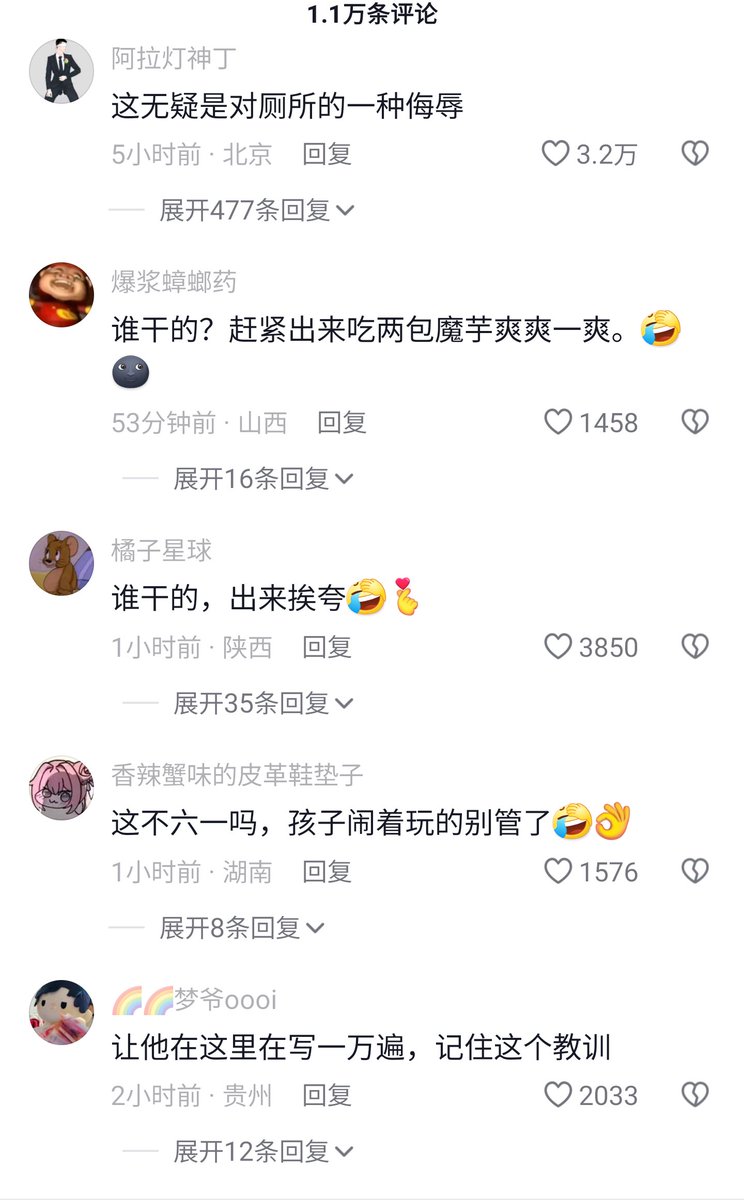 1.1万条评论
阿拉灯神丁
这无疑是对厕所的一种侮辱
5小时前 · 北京 回复 3.2万
展开477条回复
爆浆蟑螂药
谁干的？赶紧出来吃两包魔芋爽爽一爽。🤣
🌚
53分钟前 · 山西 回复 1458
展开16条回复
橘子星球
谁干的，出来挨夸🤣🫰
1小时前 · 陕西 回复 3850
展开35条回复
香辣蟹味的皮革鞋垫子
这不六一吗，孩子闹着玩的别管了🤣👌
1小时前 · 湖南 回复 1576
展开8条回复
🌈🌈梦爷oooi
让他在这里在写一万遍，记住这个教训
2小时前 · 贵州 回复 2033
展开12条回复